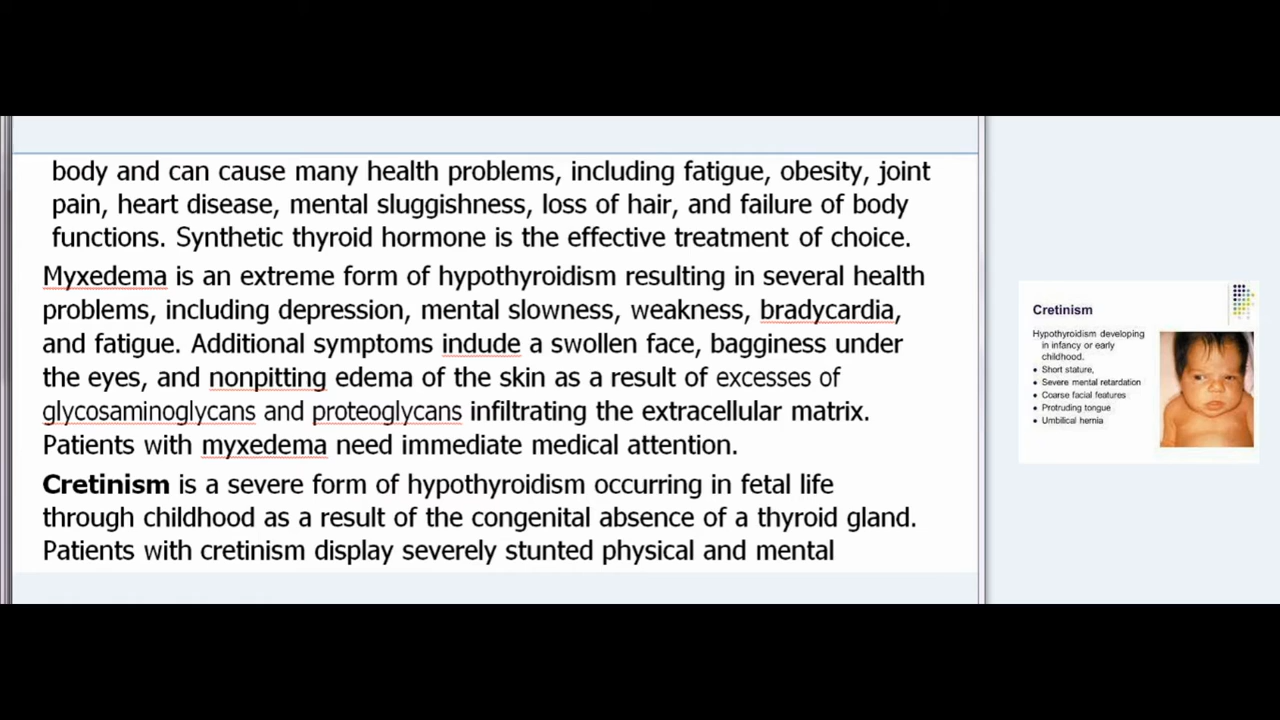 body and can cause many health problems, including fatigue, obesity, joint
pain, heart disease, mental sluggishness, loss of hair, and failure of body
functions. Synthetic thyroid hormone is the effective treatment of choice.
Myxedema is an extreme form of hypothyroidism resulting in several health
problems, including depression, mental slowness, weakness, bradycardia,
and fatigue. Additional symptoms indude a swollen face, bagginess under
the eyes, and nonpitting edema of the skin as a result of excesses of
glycosaminoglycans and proteoglycans infiltrating the extracellular matrix.
Patients with myxedema need immediate medical attention.
Cretinism is a severe form of hypothyroidism occurring in fetal life
through childhood as a result of the congenital absence of a thyroid gland.
Patients with cretinism display severely stunted physical and mental
Cretinism
Hypothyroidism developing
in infancy or early
childhood.
• Short stature,
• Severe mental retardation
• Coarse facial features
• Protruding tongue
• Umbilical hernia